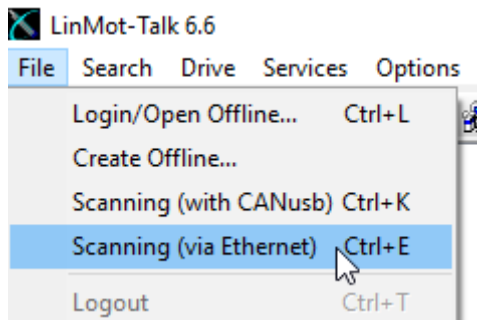 LinMot-Talk 6.6
File Search Drive Services Options
Login/Open Offline... Ctrl+L
Create Offline...
Scanning (with CANusb) Ctrl+K
Scanning (via Ethernet) Ctrl+E
Logout Ctrl+T